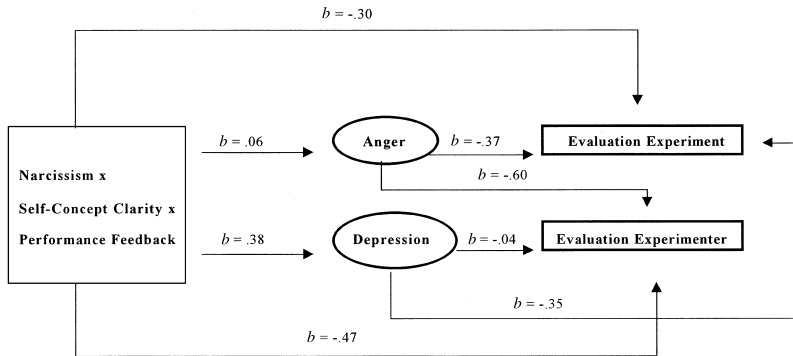 b = -.30
b = .06
Anger
b = -.37
Evaluation Experiment
Narcissism x
b = -.60
Self-Concept Clarity x
Performance Feedback
b = .38
Depression
b = -.04
Evaluation Experimenter
b = -.35
b = -.47